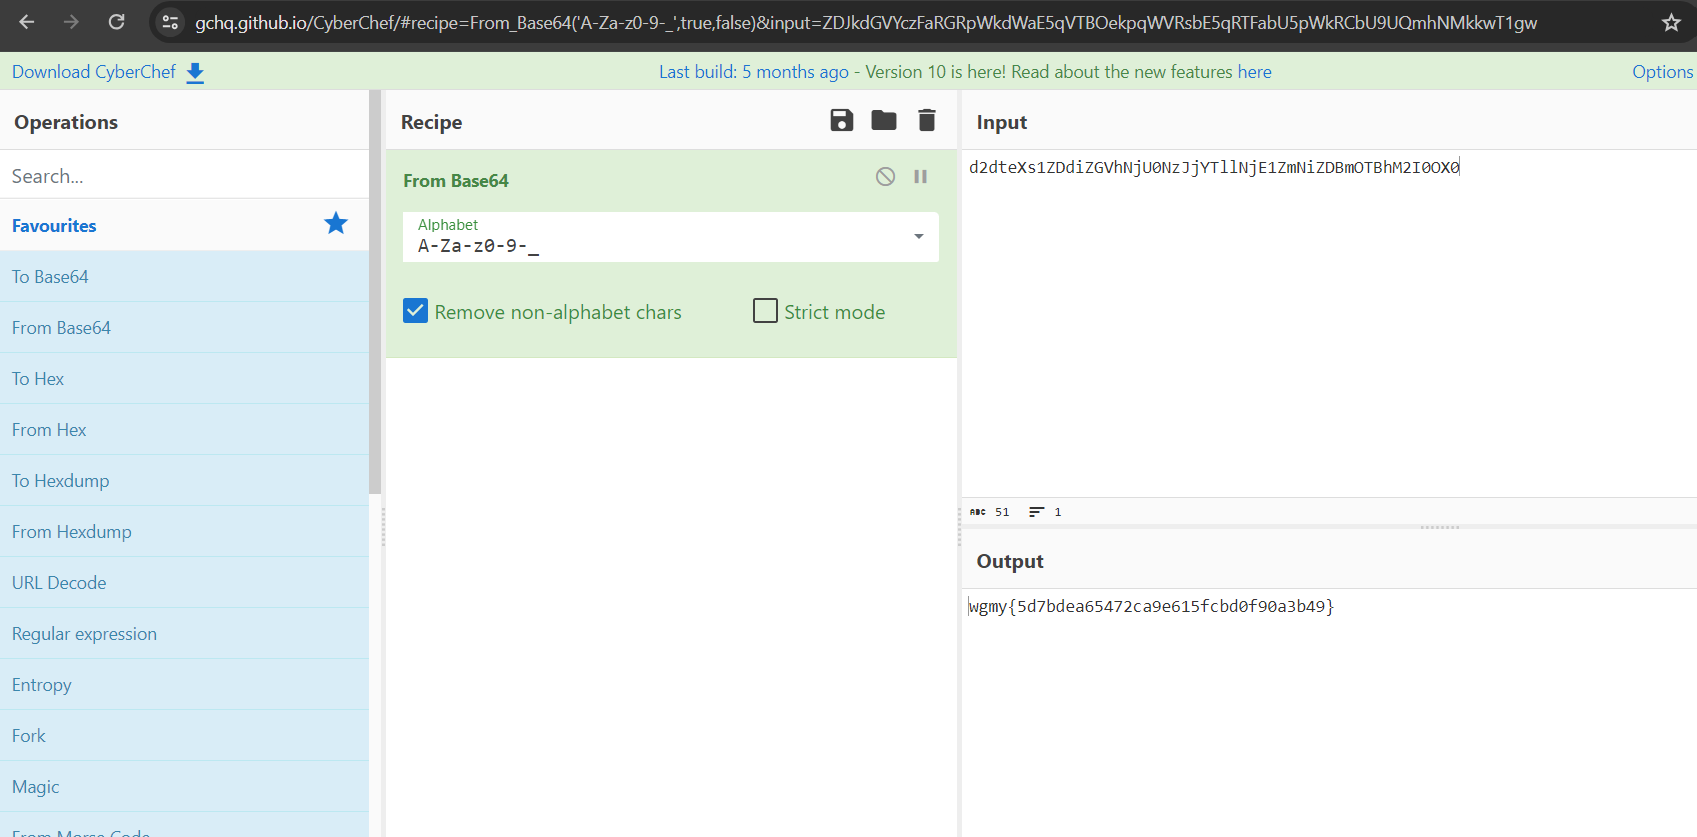 gchq.github.io/CyberChef/#recipe=From_Base64('A-Za-z0-9-_',true,false)&input=ZDJkdGVYczFaRGRpWkdWaE5qVTBOekpqWVRsbE5qRTFabU5pWkRCbU9UQmhNMkkwT1gw
Download CyberChef
Last build: 5 months ago - Version 10 is here! Read about the new features here
Options
Operations
Search...
Favourites
To Base64
From Base64
To Hex
From Hex
To Hexdump
From Hexdump
URL Decode
Regular expression
Entropy
Fork
Magic
From Morse Code
Recipe
From Base64
Alphabet
A-Za-z0-9-_
Remove non-alphabet chars
Strict mode
Input
d2dteXs1ZDdiZGVhNjU0NzJjYTllNjE1ZmNiZDBmOTBhM2I0OX0
ABC 51 1
Output
wgmy{5d7bdea65472ca9e615fcbd0f90a3b49}